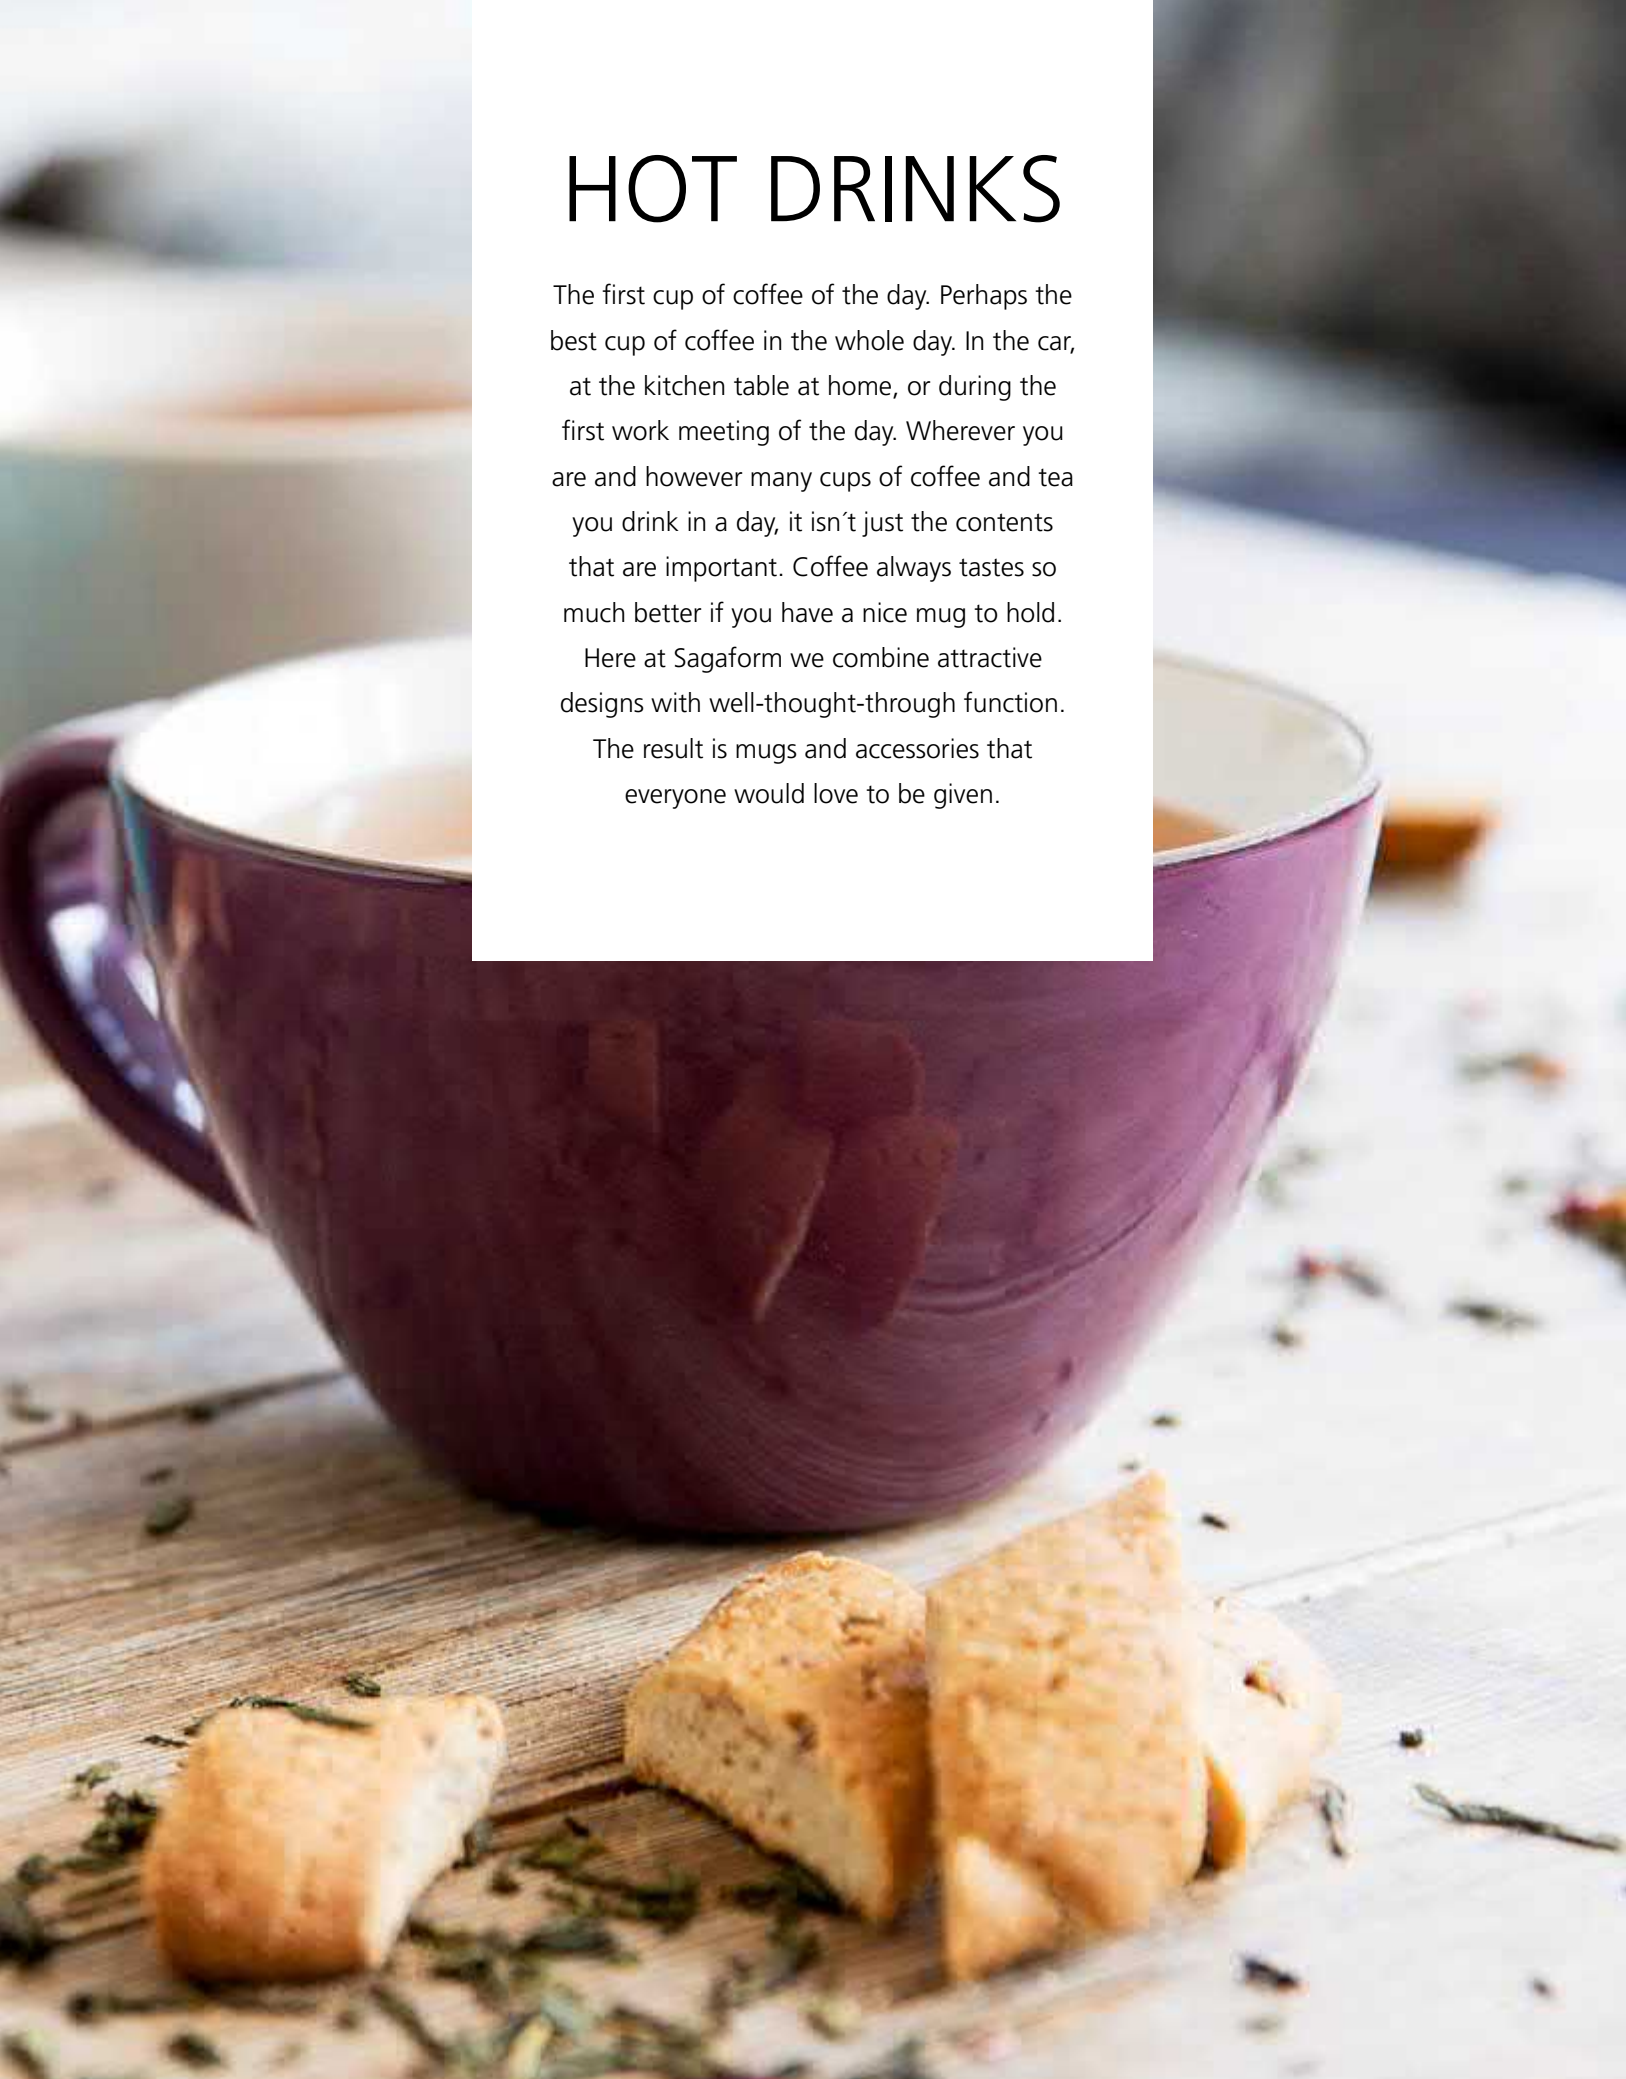 HOT DRINKS
The first cup of coffee of the day. Perhaps the
best cup of coffee in the whole day. In the car,
at the kitchen table at home, or during the
first work meeting of the day. Wherever you
are and however many cups of coffee and tea
you drink in a day, it isn´t just the contents
that are important. Coffee always tastes so
much better if you have a nice mug to hold.
Here at Sagaform we combine attractive
designs with well-thought-through function.
The result is mugs and accessories that
everyone would love to be given.